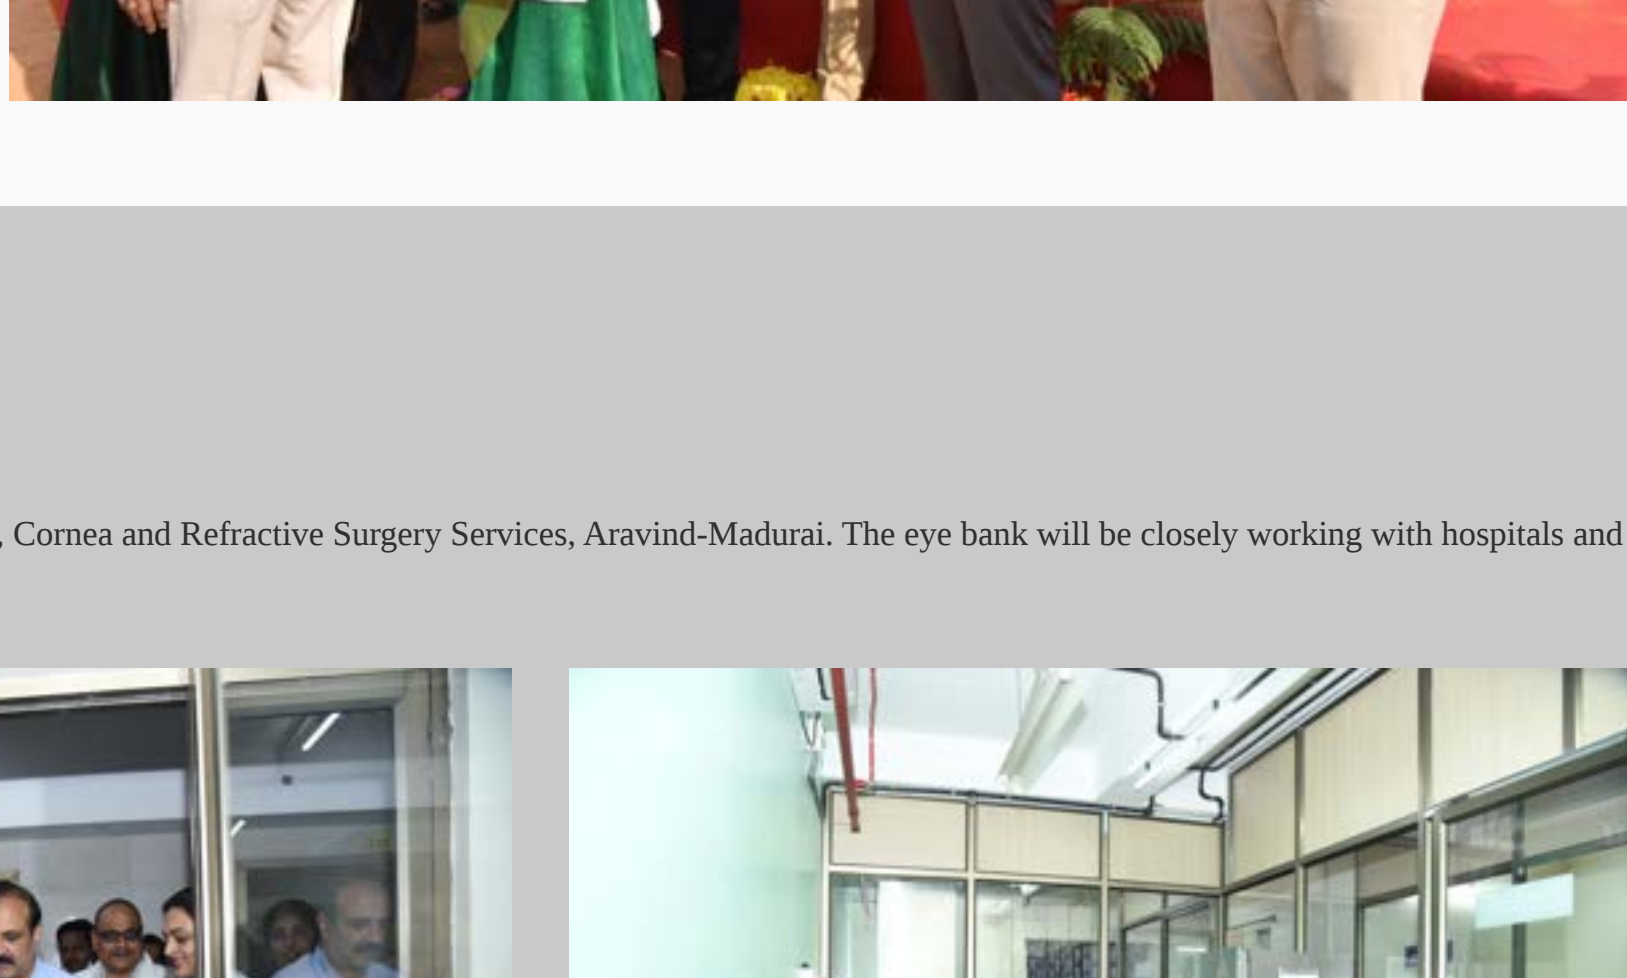 , Cornea and Refractive Surgery Services, Aravind-Madurai. The eye bank will be closely working with hospitals and